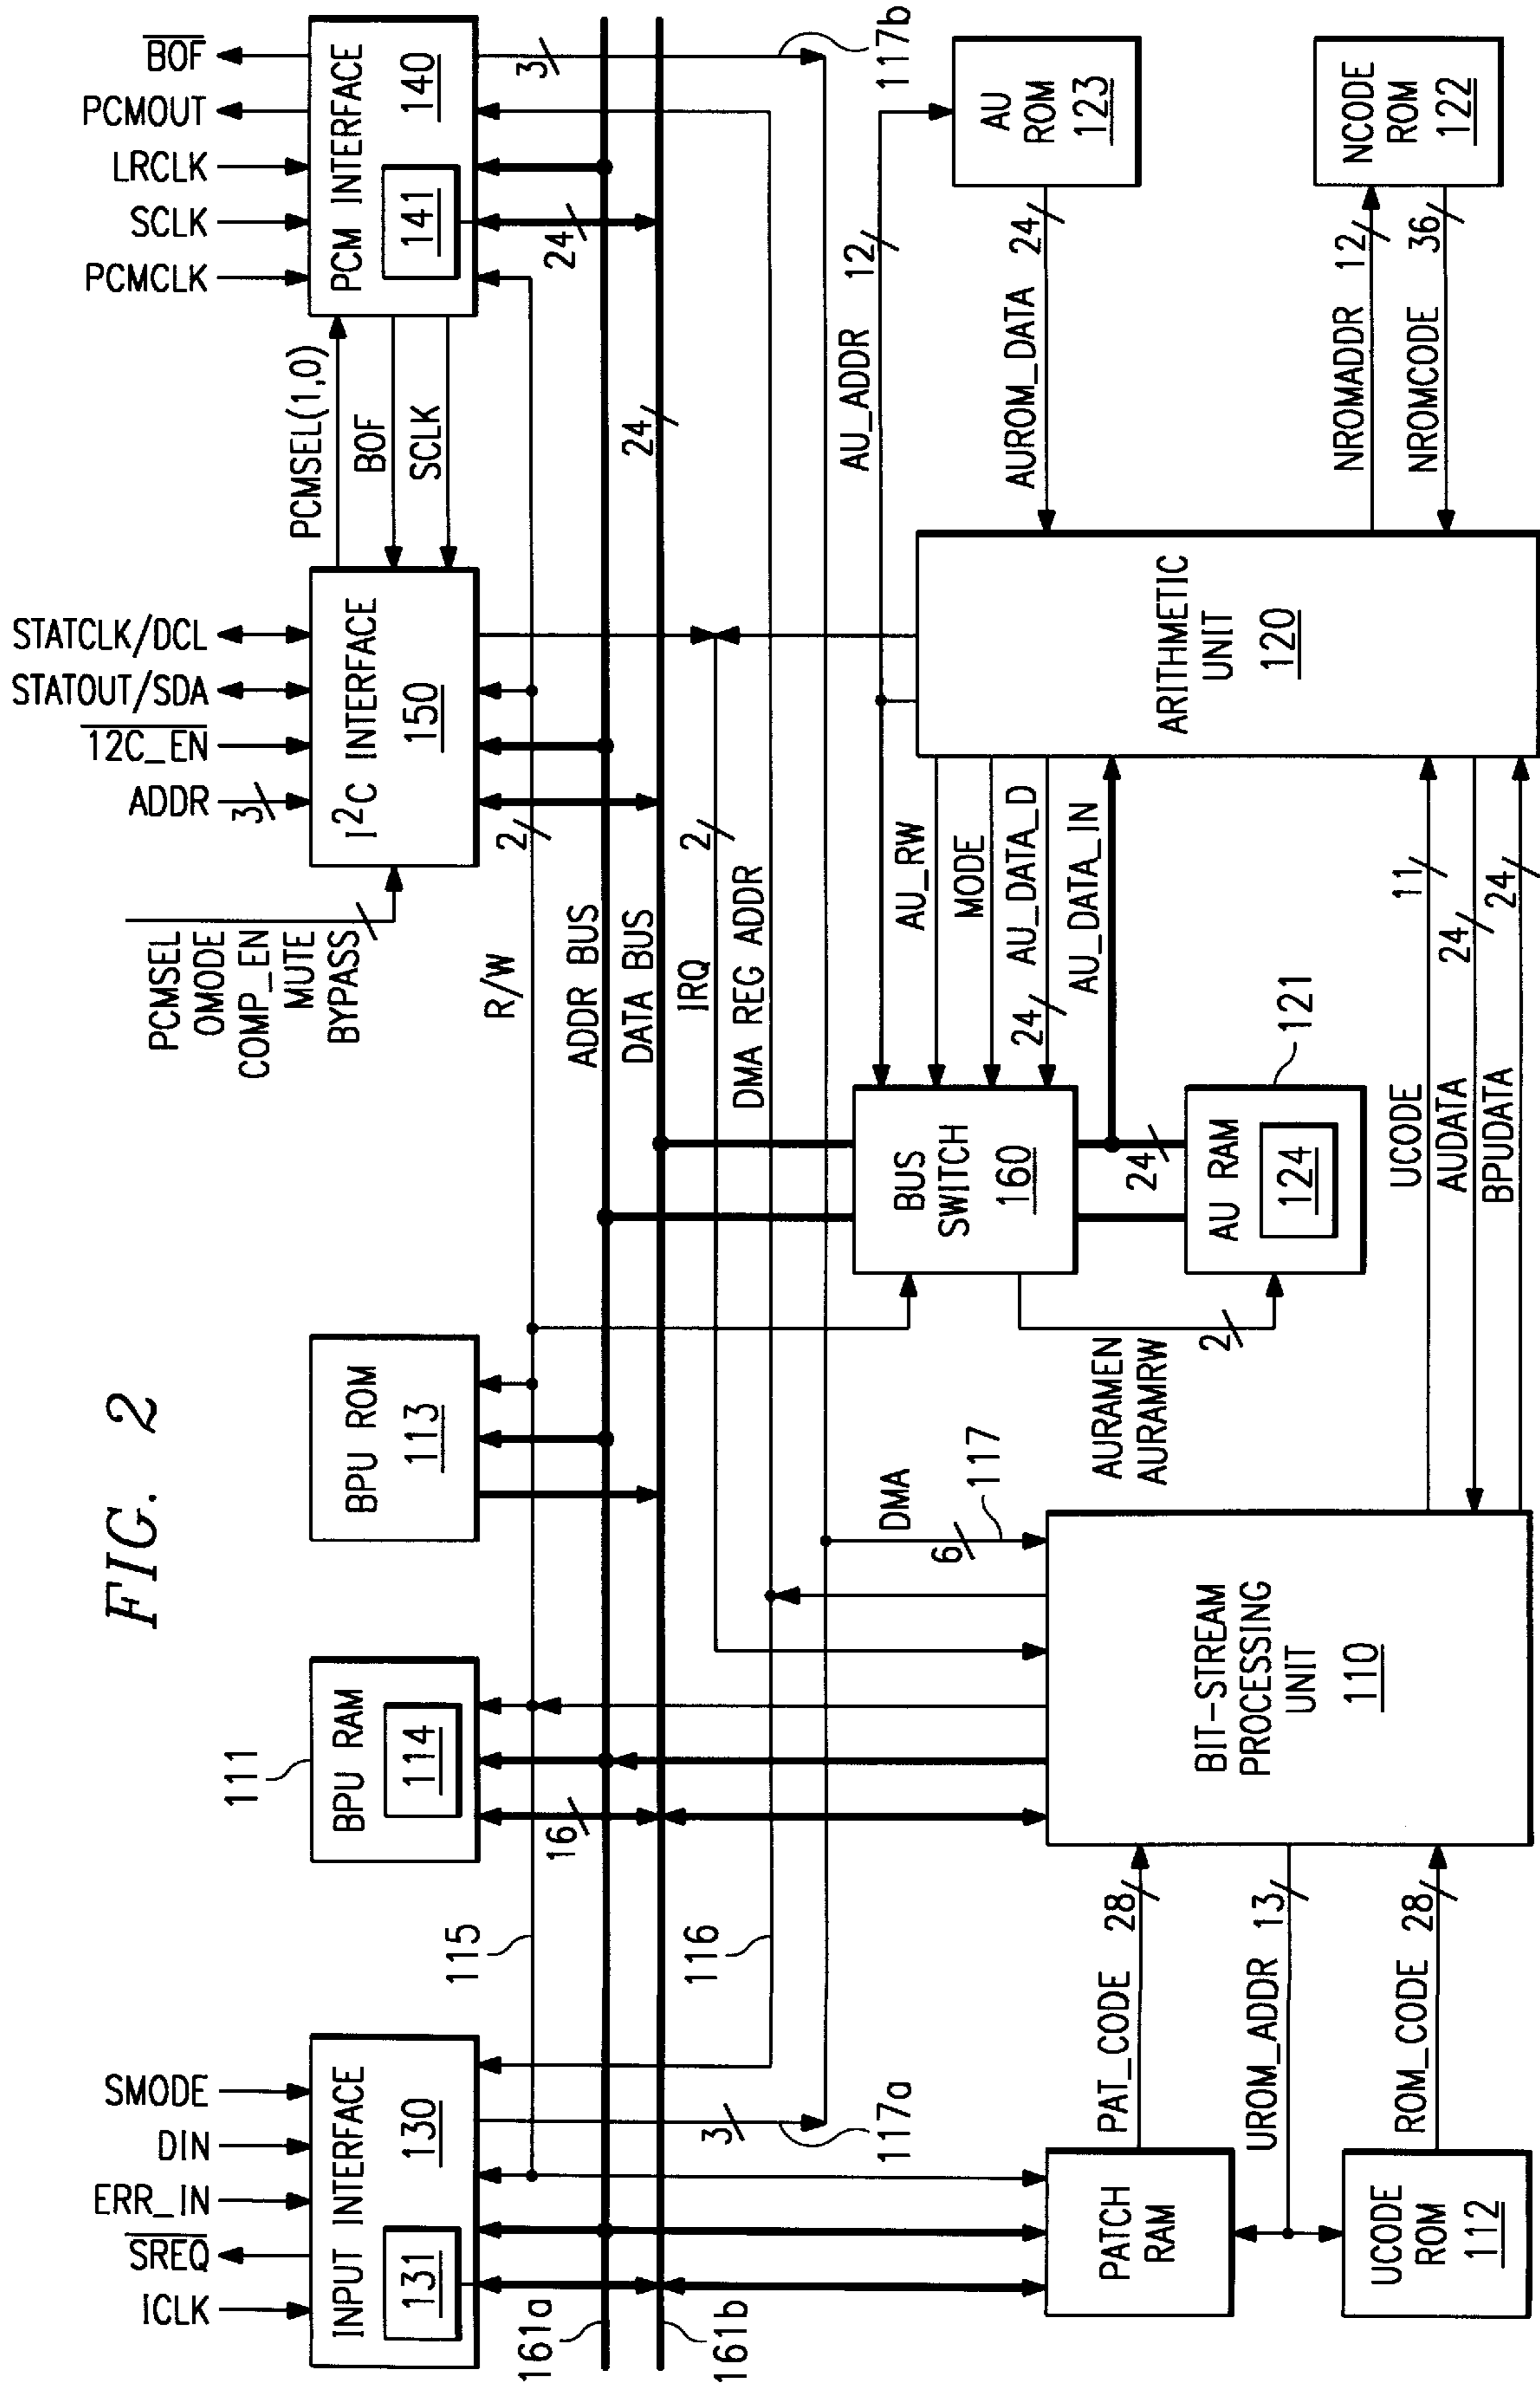 FIG. 2
ICLK
SREQ
ERR_IN
DIN
SMODE
INPUT INTERFACE
130
131
111
BPU RAM
114
BPU ROM
113
PCMSEL
OMODE
COMP_EN
MUTE
BYPASS
ADDR
3
12C_EN
STATOUT/SDA
STATCLK/DCL
I²C INTERFACE
150
PCMSEL(1,0)
BOF
SCLK
PCMCLK
SCLK
LRCLK
PCMOUT
BOF
PCM INTERFACE
140
141
161a
161b
115
116
16
R/W
2
ADDR BUS
DATA BUS
24
24
3
117b
IRQ
2
DMA REG ADDR
3
117a
DMA
6
117
PATCH
RAM
UCODE
ROM
112
PAT_CODE
28
UROM_ADDR
13
ROM_CODE
28
BIT-STREAM
PROCESSING
UNIT
110
BUS
SWITCH
160
AURAMEN
AURAMRW
2
AU RAM
124
121
24
AU_RW
MODE
AU_DATA_D
24
AU_DATA_IN
UCODE
11
AUDATA
24
BPUDATA
24
ARITHMETIC
UNIT
120
AU_ADDR
12
AUROM_DATA
24
AU
ROM
123
NROMADDR
12
NROMCODE
36
NCODE
ROM
122